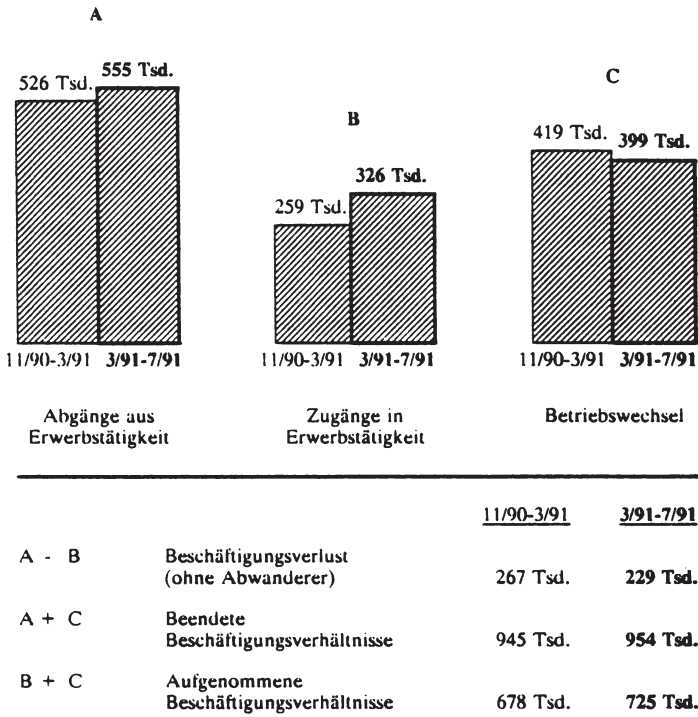 A
526 Tsd.
555 Tsd.
11/90-3/91
3/91-7/91
Abgänge aus
Erwerbstätigkeit
B
259 Tsd.
326 Tsd.
11/90-3/91
3/91-7/91
Zugänge in
Erwerbstätigkeit
C
419 Tsd.
399 Tsd.
11/90-3/91
3/91-7/91
Betriebswechsel
11/90-3/91 3/91-7/91
A - B Beschäftigungsverlust
(ohne Abwanderer) 267 Tsd. 229 Tsd.
A + C Beendete
Beschäftigungsverhältnisse 945 Tsd. 954 Tsd.
B + C Aufgenommene
Beschäftigungsverhältnisse 678 Tsd. 725 Tsd.